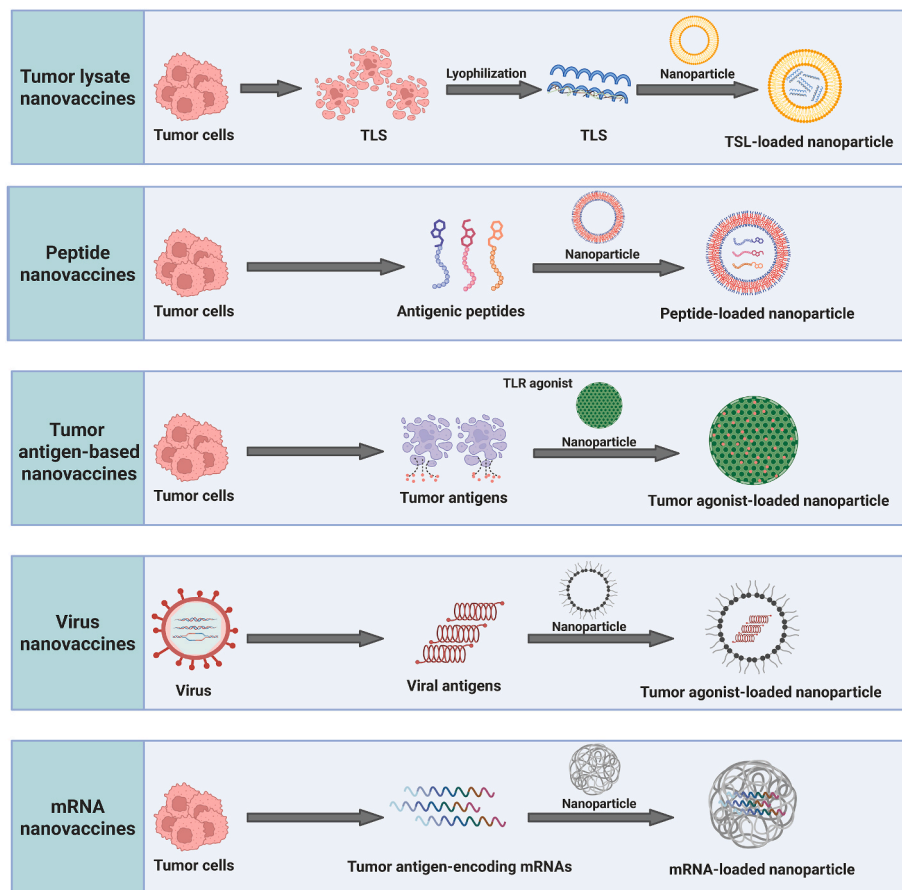 Tumor lysate
nanovaccines
Tumor cells
TLS
Lyophilization
TLS
Nanoparticle
TSL-loaded nanoparticle
Peptide
nanovaccines
Tumor cells
Antigenic peptides
Nanoparticle
Peptide-loaded nanoparticle
Tumor
antigen-based
nanovaccines
Tumor cells
Tumor antigens
TLR agonist
Nanoparticle
Tumor agonist-loaded nanoparticle
Virus
nanovaccines
Virus
Viral antigens
Nanoparticle
Tumor agonist-loaded nanoparticle
mRNA
nanovaccines
Tumor cells
Tumor antigen-encoding mRNAs
Nanoparticle
mRNA-loaded nanoparticle